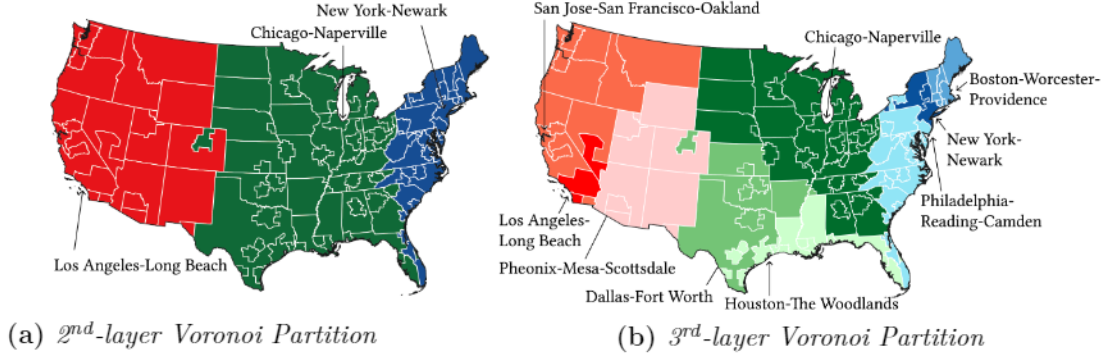 New York-Newark
Chicago-Naperville
Los Angeles-Long Beach
(a) 2nd-layer Voronoi Partition
San Jose-San Francisco-Oakland
Chicago-Naperville
Boston-Worcester-
Providence
New York-
Newark
Philadelphia-
Reading-Camden
Los Angeles-
Long Beach
Pheonix-Mesa-Scottsdale
Dallas-Fort Worth
Houston-The Woodlands
(b) 3rd-layer Voronoi Partition